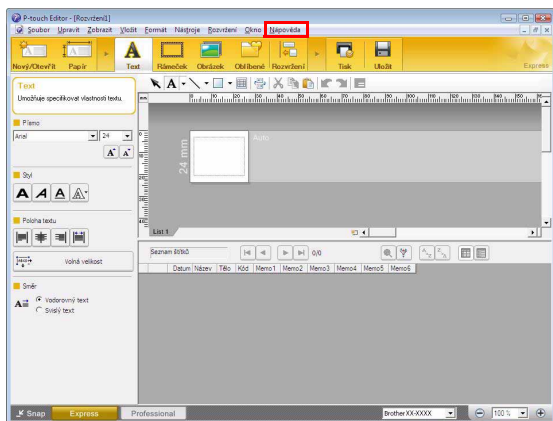 P-touch Editor - [Rozvržení1]
Soubor Upravit Zobrazit Vložit Formát Nástroje Rozvržení Okno Nápověda
Nový/Otevřít Papír Text Rámeček Obrázek Oblíbené Rozvržení Tisk Uložit Express
Text
Umožňuje specifikovat vlastnosti textu.
Písmo
Arial 24
Styl
Poloha textu
Volná velikost
Směr
Vodorovný text
Svislý text
mm
24 mm
Auto
List 1
Seznam štítků 0/0
Datum Název Tělo Kód Memo1 Memo2 Memo3 Memo4 Memo5 Memo6
Snap Express Professional Brother XX-XXXX 100 %